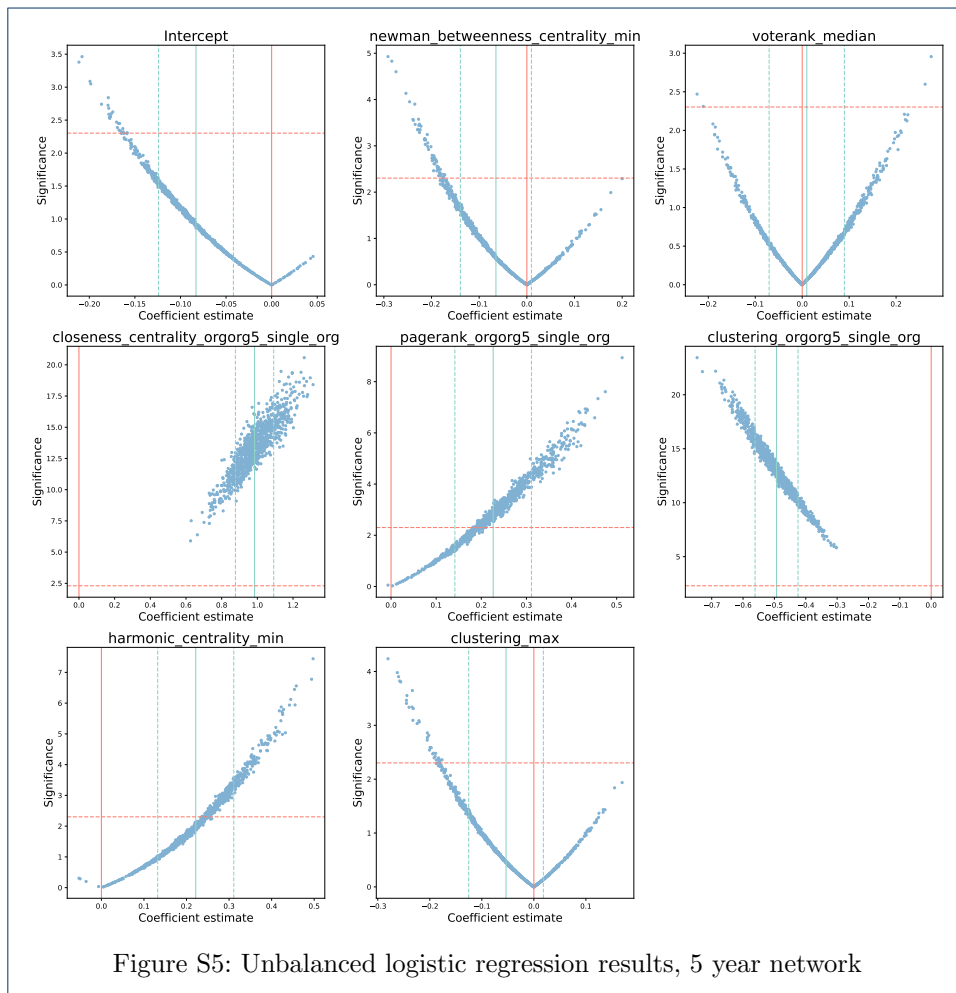 Intercept
newman_betweenness_centrality_min
voterank_median
3.5
3.0
2.5
2.0
1.5
1.0
0.5
0.0
Significance
−0.20 −0.15 −0.10 −0.05 0.00 0.05
Coefficient estimate
5
4
3
2
1
0
Significance
−0.3 −0.2 −0.1 0.0 0.1 0.2
Coefficient estimate
3.0
2.5
2.0
1.5
1.0
0.5
0.0
Significance
−0.2 −0.1 0.0 0.1 0.2
Coefficient estimate
closeness_centrality_orgorg5_single_org
pagerank_orgorg5_single_org
clustering_orgorg5_single_org
20.0
17.5
15.0
12.5
10.0
7.5
5.0
2.5
Significance
0.0 0.2 0.4 0.6 0.8 1.0 1.2
Coefficient estimate
8
6
4
2
0
Significance
0.0 0.1 0.2 0.3 0.4 0.5
Coefficient estimate
20
15
10
5
Significance
−0.7 −0.6 −0.5 −0.4 −0.3 −0.2 −0.1 0.0
Coefficient estimate
harmonic_centrality_min
clustering_max
7
6
5
4
3
2
1
0
Significance
0.0 0.1 0.2 0.3 0.4 0.5
Coefficient estimate
4
3
2
1
0
Significance
−0.3 −0.2 −0.1 0.0 0.1
Coefficient estimate
Figure S5: Unbalanced logistic regression results, 5 year network